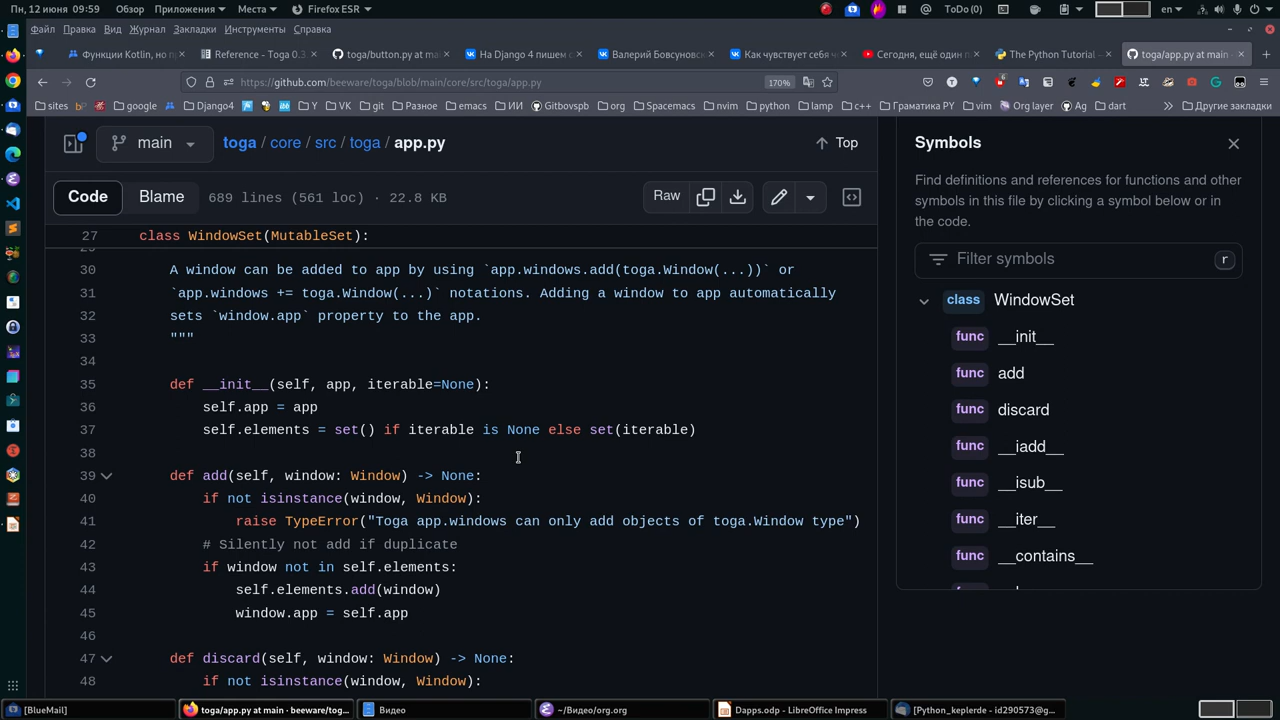 Пн, 12 июня 09:59 Обзор Приложения Места Firefox ESR ToDo(0) en
Файл Правка Вид Журнал Закладки Инструменты Справка
Функции Kotlin, но п Reference - Toga 0.3. toga/button.py at ma На Django 4 пишем с Валерий Бовсуновс Как чувствует себя ч Сегодня, ещё один п The Python Tutorial — toga/app.py at main ·
https://github.com/beeware/toga/blob/main/core/src/toga/app.py 170%
sites google Django4 Y VK git Разное emacs ИИ Gitbovspb org Spacemacs nvim python lamp c++ Граматика РУ vim Org layer Ag dart Другие закладки
main toga / core / src / toga / app.py Top
Code Blame 689 lines (561 loc) · 22.8 KB Raw
27 class WindowSet(MutableSet):
30 A window can be added to app by using `app.windows.add(toga.Window(...))` or
31 `app.windows += toga.Window(...)` notations. Adding a window to app automatically
32 sets `window.app` property to the app.
33 """
34
35 def __init__(self, app, iterable=None):
36 self.app = app
37 self.elements = set() if iterable is None else set(iterable)
38
39 def add(self, window: Window) -> None:
40 if not isinstance(window, Window):
41 raise TypeError("Toga app.windows can only add objects of toga.Window type")
42 # Silently not add if duplicate
43 if window not in self.elements:
44 self.elements.add(window)
45 window.app = self.app
46
47 def discard(self, window: Window) -> None:
48 if not isinstance(window, Window):
Symbols
Find definitions and references for functions and other
symbols in this file by clicking a symbol below or in
the code.
Filter symbols r
class WindowSet
func __init__
func add
func discard
func __iadd__
func __isub__
func __iter__
func __contains__
[BlueMail] toga/app.py at main · beeware/tog... Видео ~/Видео/org.org Dapps.odp — LibreOffice Impress [Python_keplerde - id290573@g...